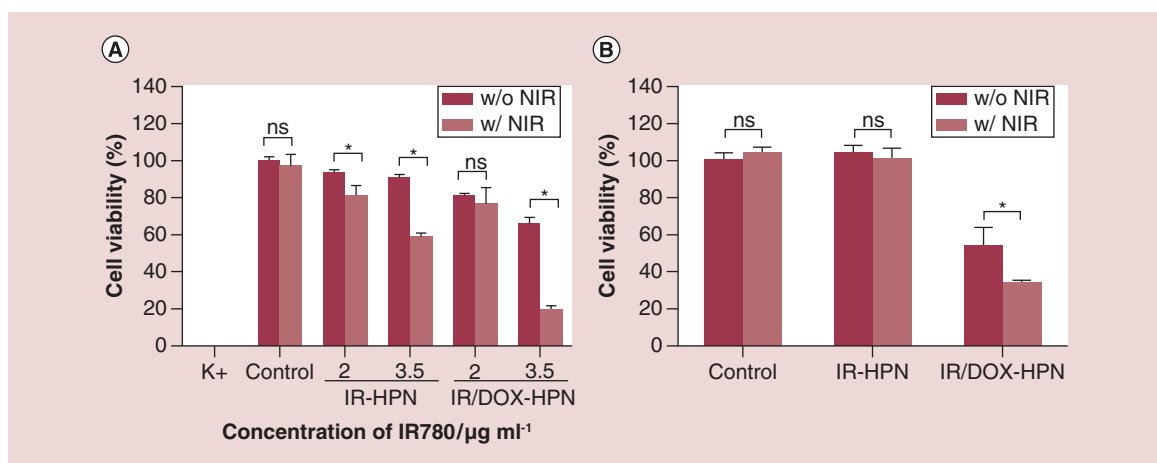 A
Cell viability (%)
140
120
100
80
60
40
20
0
w/o NIR
w/ NIR
ns
*
*
ns
*
K+ Control 2 3.5 2 3.5
IR-HPN IR/DOX-HPN
Concentration of IR780/µg ml-1
B
Cell viability (%)
140
120
100
80
60
40
20
0
w/o NIR
w/ NIR
ns
ns
*
Control IR-HPN IR/DOX-HPN